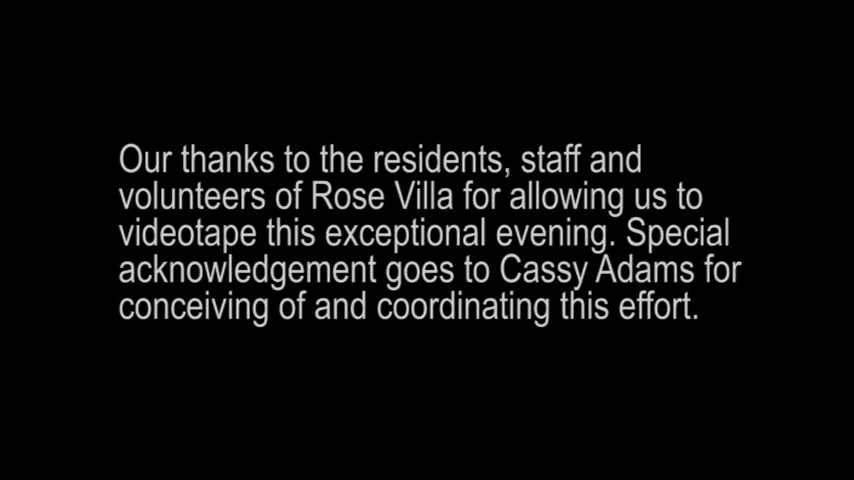 Our thanks to the residents, staff and
volunteers of Rose Villa for allowing us to
videotape this exceptional evening. Special
acknowledgement goes to Cassy Adams for
conceiving of and coordinating this effort.